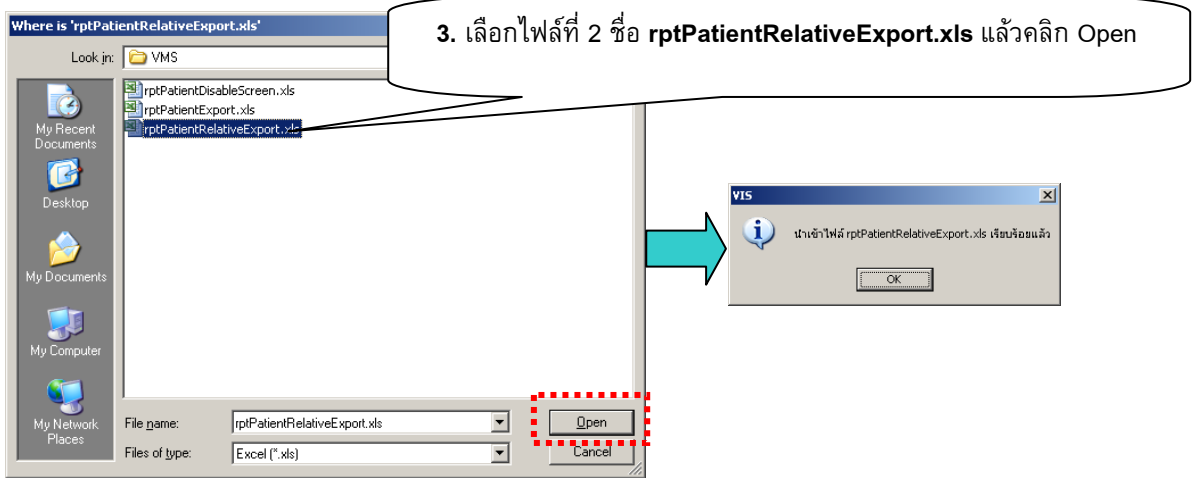 Where is 'rptPatientRelativeExport.xls'
3. เลือกไฟล์ที่ 2 ชื่อ rptPatientRelativeExport.xls แล้วคลิก Open
Look in:
VMS
rptPatientDisableScreen.xls
rptPatientExport.xls
rptPatientRelativeExport.xls
My Recent
Documents
Desktop
My Documents
My Computer
My Network
Places
File name:
rptPatientRelativeExport.xls
Open
Files of type:
Excel (*.xls)
Cancel
VIS
นำเข้าไฟล์ rptPatientRelativeExport.xls เรียบร้อยแล้ว
OK